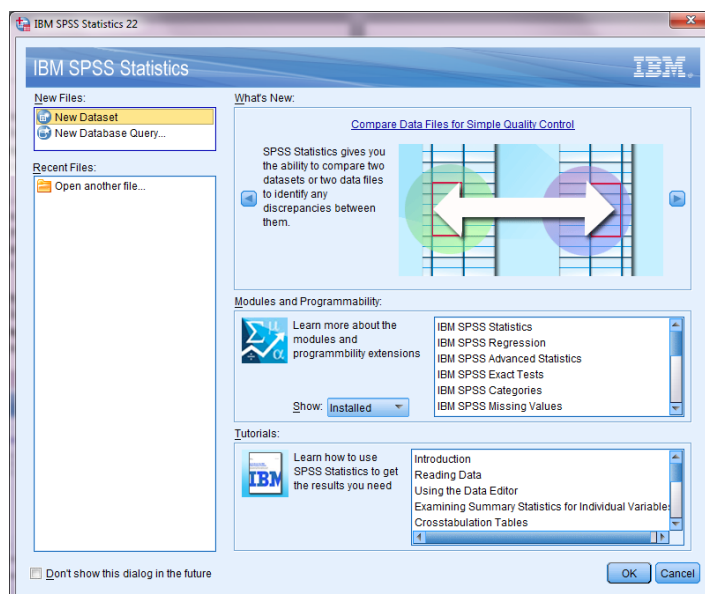 IBM SPSS Statistics 22
IBM SPSS Statistics
IBM.
New Files:
New Dataset
New Database Query...
Recent Files:
Open another file...
What's New:
Compare Data Files for Simple Quality Control
SPSS Statistics gives you
the ability to compare two
datasets or two data files
to identify any
discrepancies between
them.
Modules and Programmability:
Learn more about the
modules and
programmbility extensions
Show: Installed
IBM SPSS Statistics
IBM SPSS Regression
IBM SPSS Advanced Statistics
IBM SPSS Exact Tests
IBM SPSS Categories
IBM SPSS Missing Values
Tutorials:
IBM
Learn how to use
SPSS Statistics to get
the results you need
Introduction
Reading Data
Using the Data Editor
Examining Summary Statistics for Individual Variables
Crosstabulation Tables
Don't show this dialog in the future
OK
Cancel